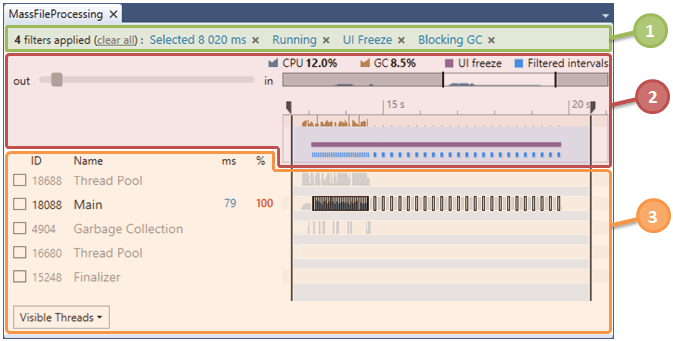 MassFileProcessing
4 filters applied (clear all) : Selected 8 020 ms × Running × UI Freeze × Blocking GC ×
1
CPU 12.0% GC 8.5% UI freeze Filtered intervals
out in
2
15 s 20 s
ID Name ms %
18688 Thread Pool
18088 Main 79 100
3
4904 Garbage Collection
16680 Thread Pool
15248 Finalizer
Visible Threads